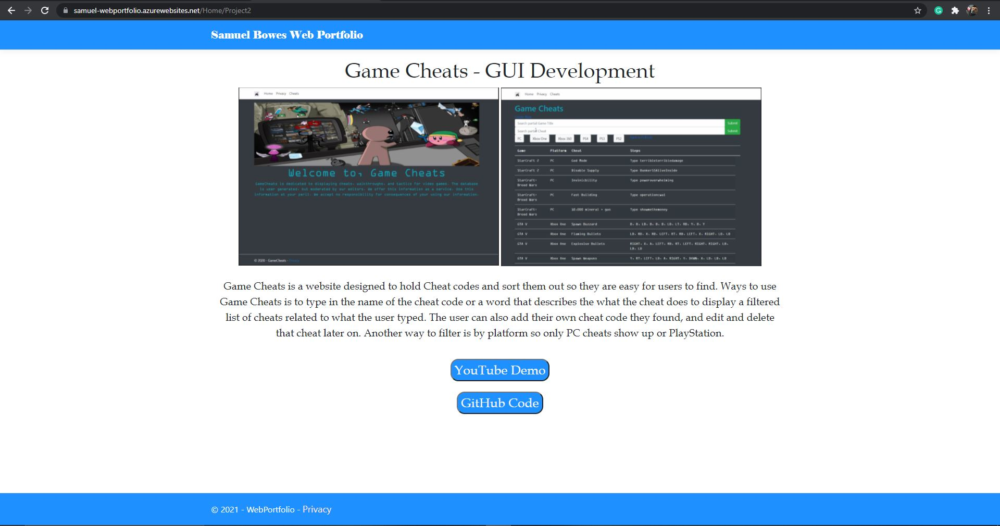 samuel-webportfolio.azurewebsites.net/Home/Project2
Samuel Bowes Web Portfolio
Game Cheats - GUI Development
Home Privacy Cheats
Welcome to, Game Cheats
GameCheats is dedicated to displaying cheats, walkthroughs, and tactics for video games. The database
is user generated, but moderated by our editors. We offer this information as a service. Use this
information at your peril. We accept no responsibility for consequences of your using our information.
© 2020 - GameCheats - Privacy
Home Privacy Cheats
Game Cheats
Search partial Game Title Submit
Search partial Cheat Submit
PC Xbox One Xbox 360 PS4 PS3 PS2
Game Platform Cheat Steps
StarCraft 2 PC God Mode Type terribleterribledamage
StarCraft 2 PC Disable Supply Type Bunker55AliveInside
StarCraft: PC Invinicbility Type poweroverwhelming
Brood Wars
StarCraft: PC Fast Building Type operationcwal
Brood Wars
StarCraft: PC 10,000 mineral + gas Type showmethemoney
Brood Wars
GTA V Xbox One Spawn Buzzard B, B, LB, B, B, B, LB, LT, RB, Y, B, Y
GTA V Xbox One Flaming Bullets LB, RB, X, RB, LEFT, RT, RB, LEFT, X, RIGHT, LB, LB
GTA V Xbox One Explosive Bullets RIGHT, X, A, LEFT, RB, RT, LEFT, RIGHT, RIGHT, LB,
LB, LB
GTA V Xbox One Spawn Weapons Y, RT, LEFT, LB, A, RIGHT, Y, DOWN, X, LB, LB, LB
Game Cheats is a website designed to hold Cheat codes and sort them out so they are easy for users to find. Ways to use
Game Cheats is to type in the name of the cheat code or a word that describes the what the cheat does to display a filtered
list of cheats related to what the user typed. The user can also add their own cheat code they found, and edit and delete
that cheat later on. Another way to filter is by platform so only PC cheats show up or PlayStation.
YouTube Demo
GitHub Code
© 2021 - WebPortfolio - Privacy